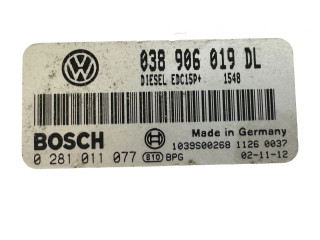 038 906 019 DL
DIESEL EDC15P+ 1548
BOSCH
Made in Germany
1039S00268 1126 0037
0 281 011 077 810 BPG 02-11-12